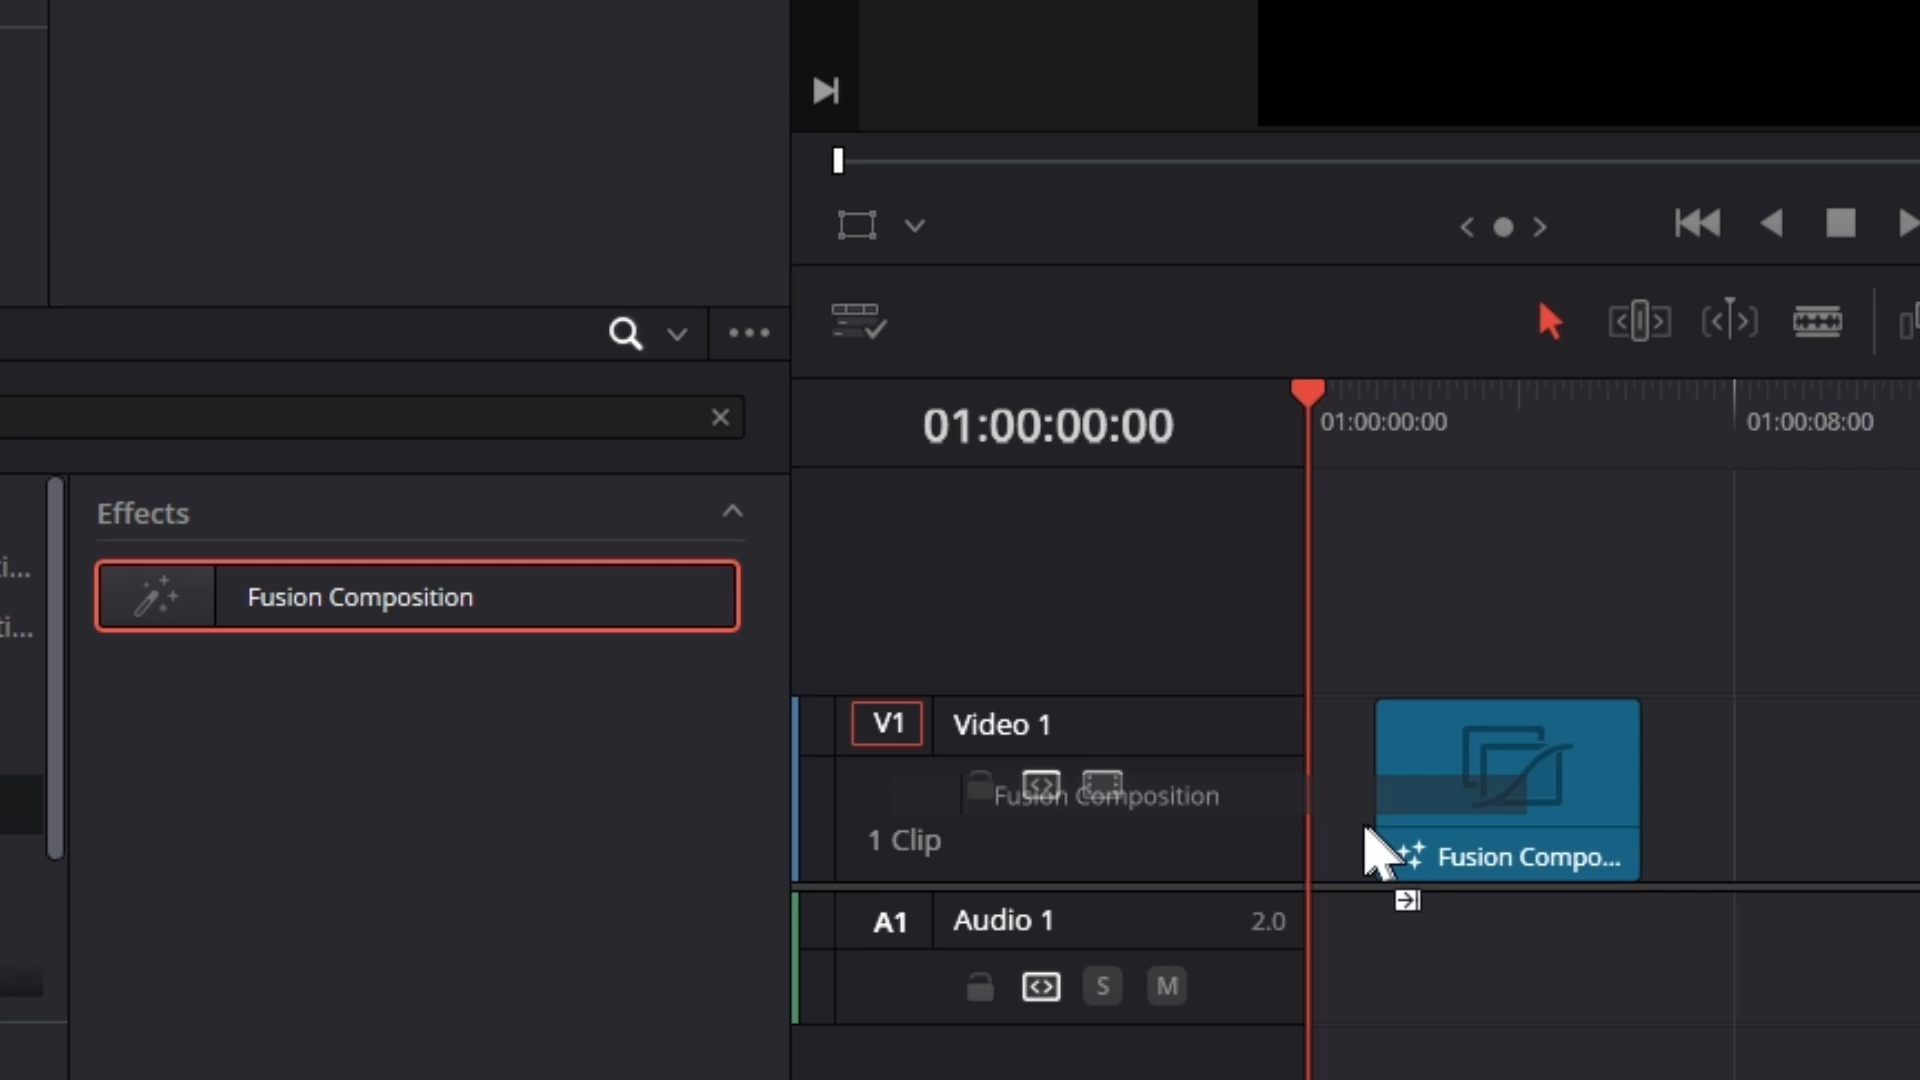 01:00:00:00
01:00:00:00
01:00:08:00
Effects
Fusion Composition
i...
ti...
V1 Video 1
Fusion Composition
1 Clip
Fusion Compo...
A1 Audio 1 2.0
S M